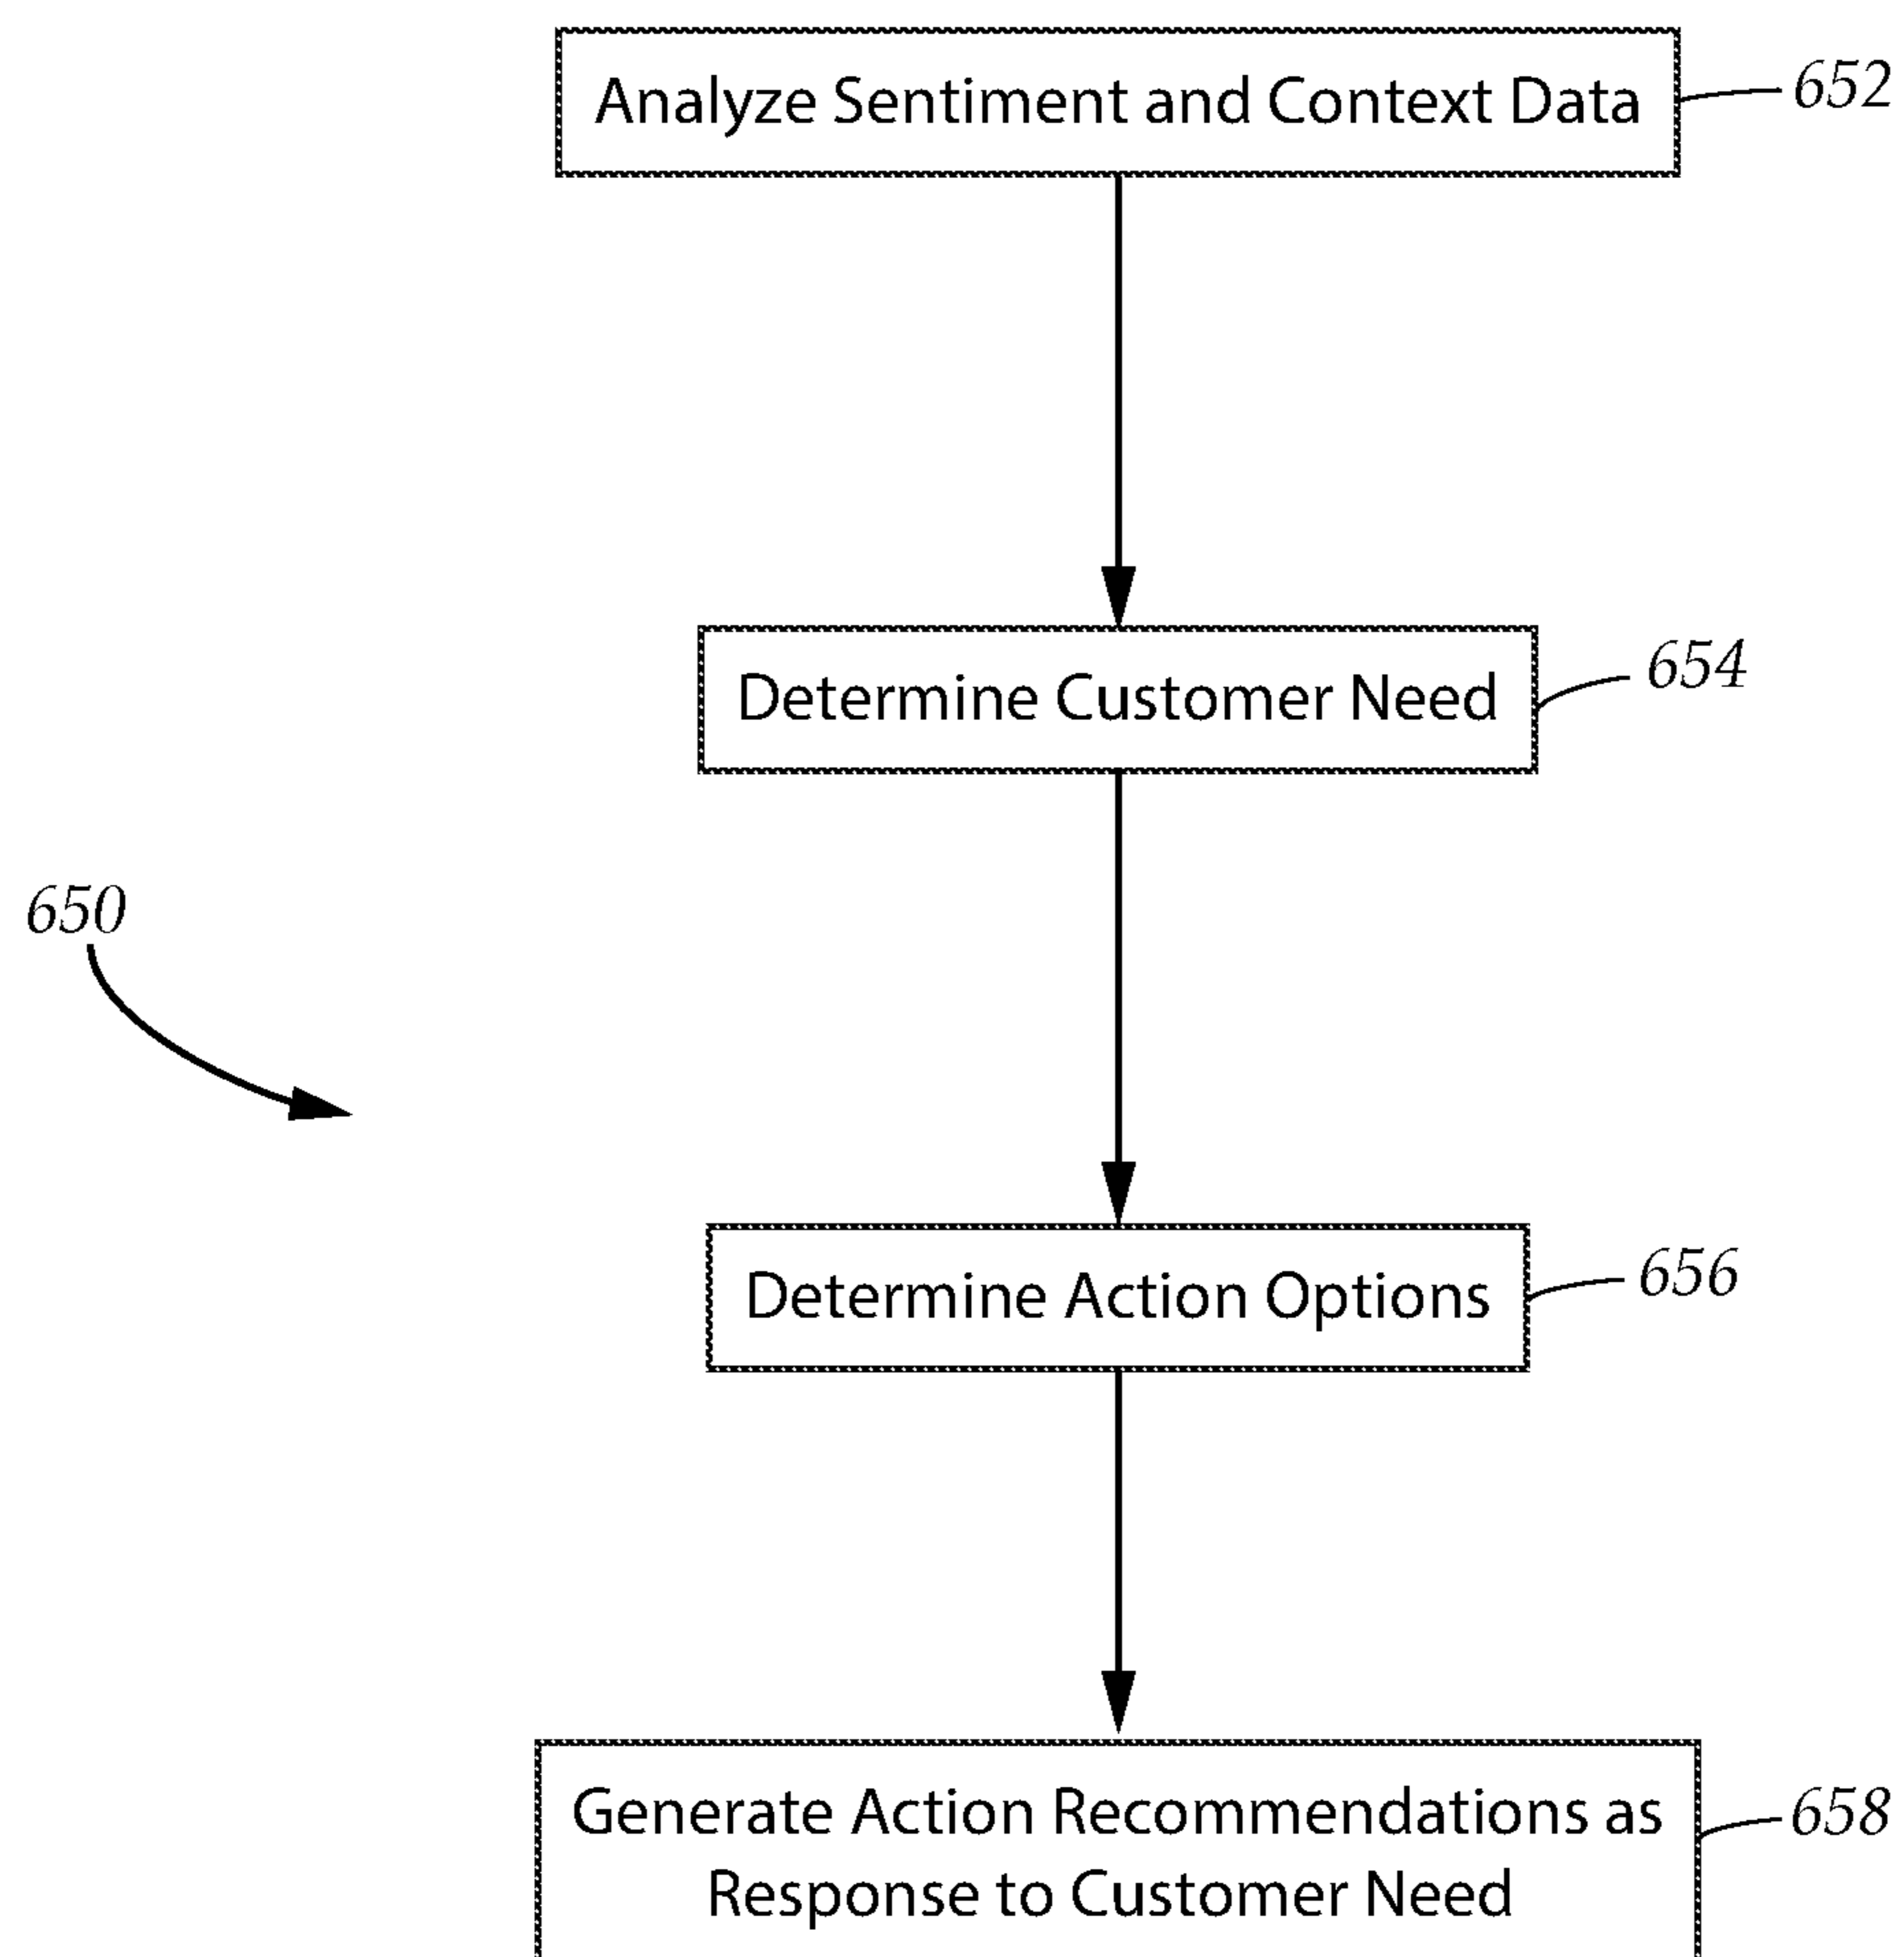 Analyze Sentiment and Context Data
652
Determine Customer Need
654
650
Determine Action Options
656
Generate Action Recommendations as
Response to Customer Need
658